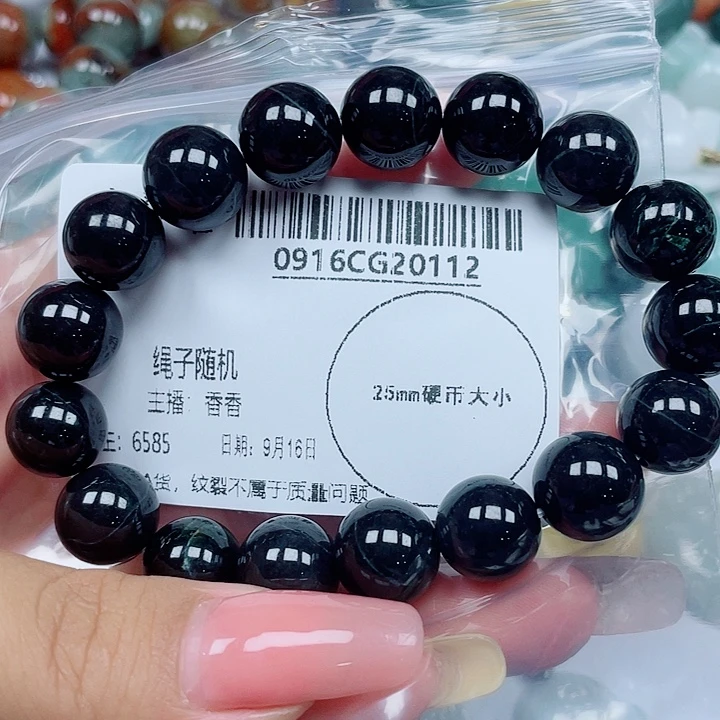 0916CG20112
绳子随机
25mm硬币大小
主播：香香
: 6585 日期：9月16日
A货，纹裂不属于质量问题